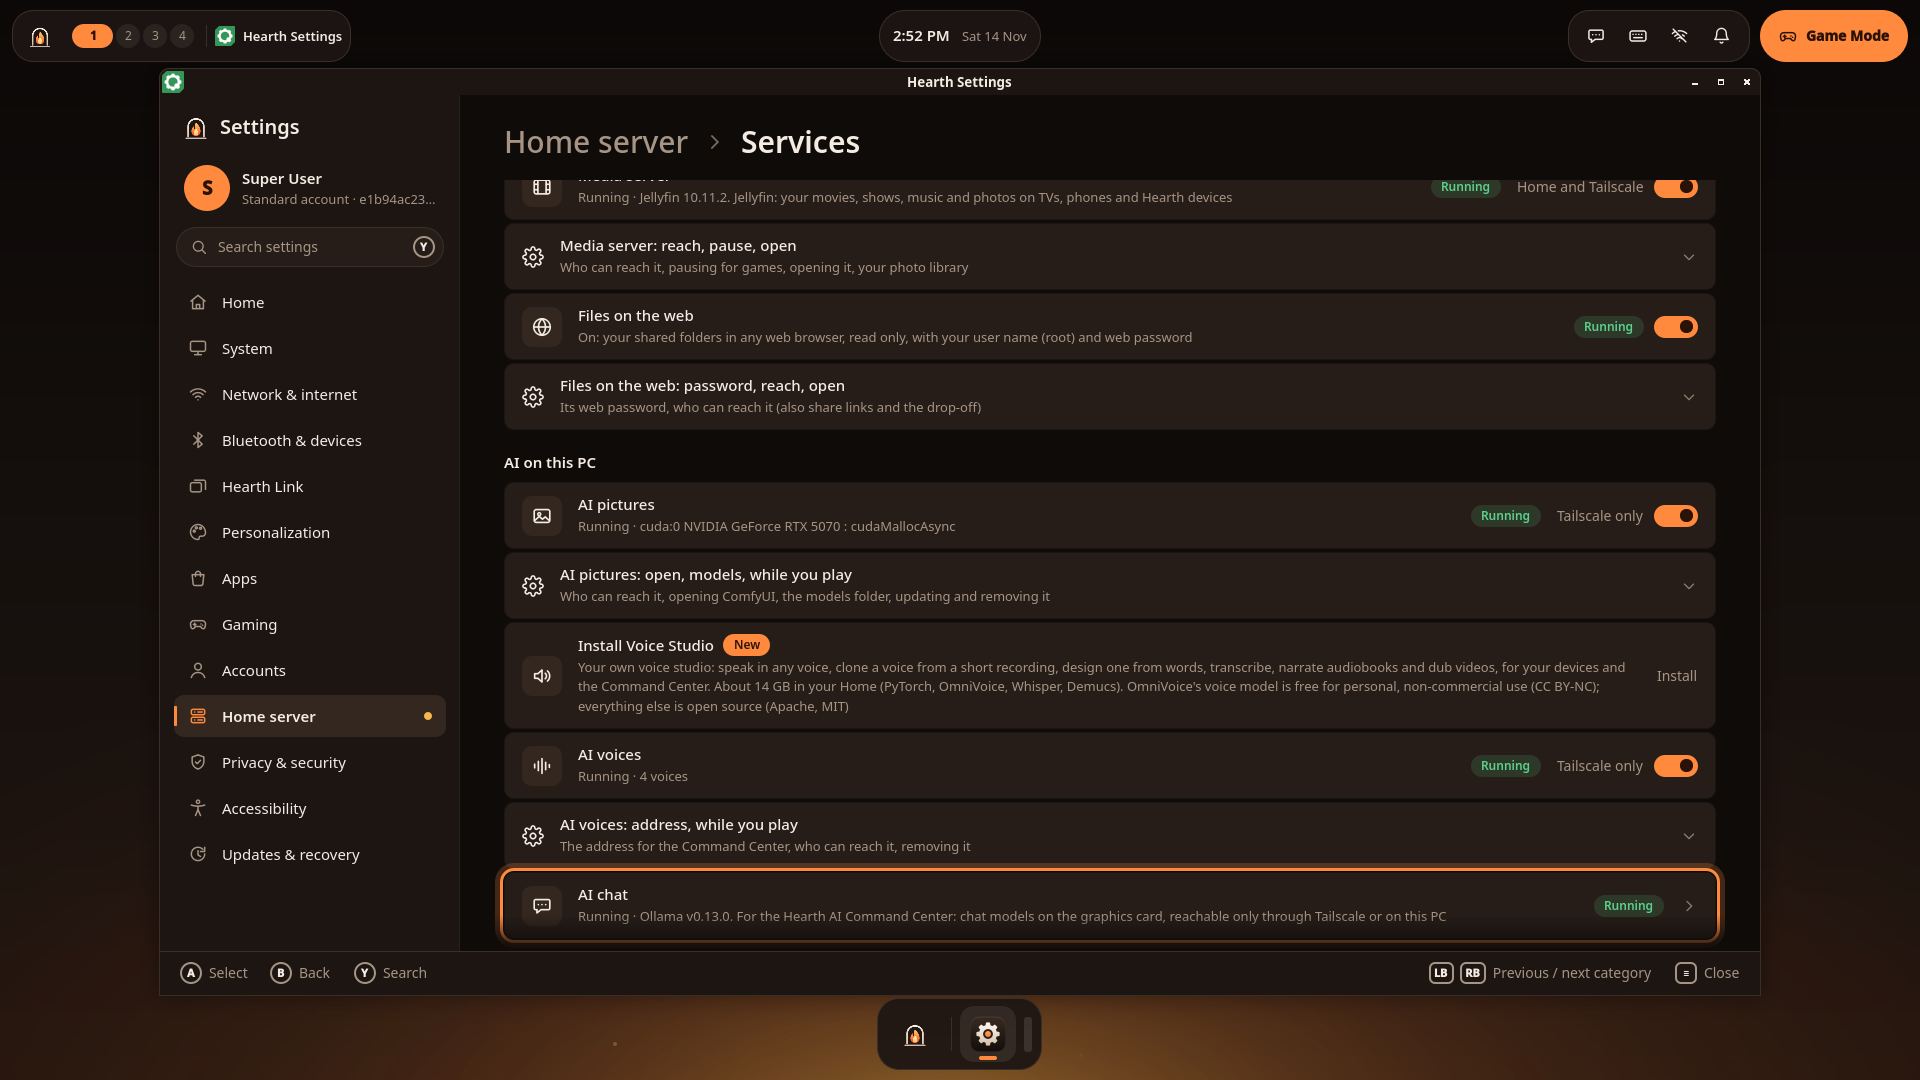 1 2 3 4 Hearth Settings
2:52 PM Sat 14 Nov
Game Mode
Hearth Settings
Settings
S
Super User
Standard account · e1b94ac23...
Search settings Y
Home
System
Network & internet
Bluetooth & devices
Hearth Link
Personalization
Apps
Gaming
Accounts
Home server
Privacy & security
Accessibility
Updates & recovery
Home server > Services
Running · Jellyfin 10.11.2. Jellyfin: your movies, shows, music and photos on TVs, phones and Hearth devices
Running Home and Tailscale
Media server: reach, pause, open
Who can reach it, pausing for games, opening it, your photo library
Files on the web
On: your shared folders in any web browser, read only, with your user name (root) and web password
Running
Files on the web: password, reach, open
Its web password, who can reach it (also share links and the drop-off)
AI on this PC
AI pictures
Running · cuda:0 NVIDIA GeForce RTX 5070 : cudaMallocAsync
Running Tailscale only
AI pictures: open, models, while you play
Who can reach it, opening ComfyUI, the models folder, updating and removing it
Install Voice Studio New
Your own voice studio: speak in any voice, clone a voice from a short recording, design one from words, transcribe, narrate audiobooks and dub videos, for your devices and
the Command Center. About 14 GB in your Home (PyTorch, OmniVoice, Whisper, Demucs). OmniVoice's voice model is free for personal, non-commercial use (CC BY-NC);
everything else is open source (Apache, MIT)
Install
AI voices
Running · 4 voices
Running Tailscale only
AI voices: address, while you play
The address for the Command Center, who can reach it, removing it
AI chat
Running · Ollama v0.13.0. For the Hearth AI Command Center: chat models on the graphics card, reachable only through Tailscale or on this PC
Running
A Select B Back Y Search
LB RB Previous / next category Close